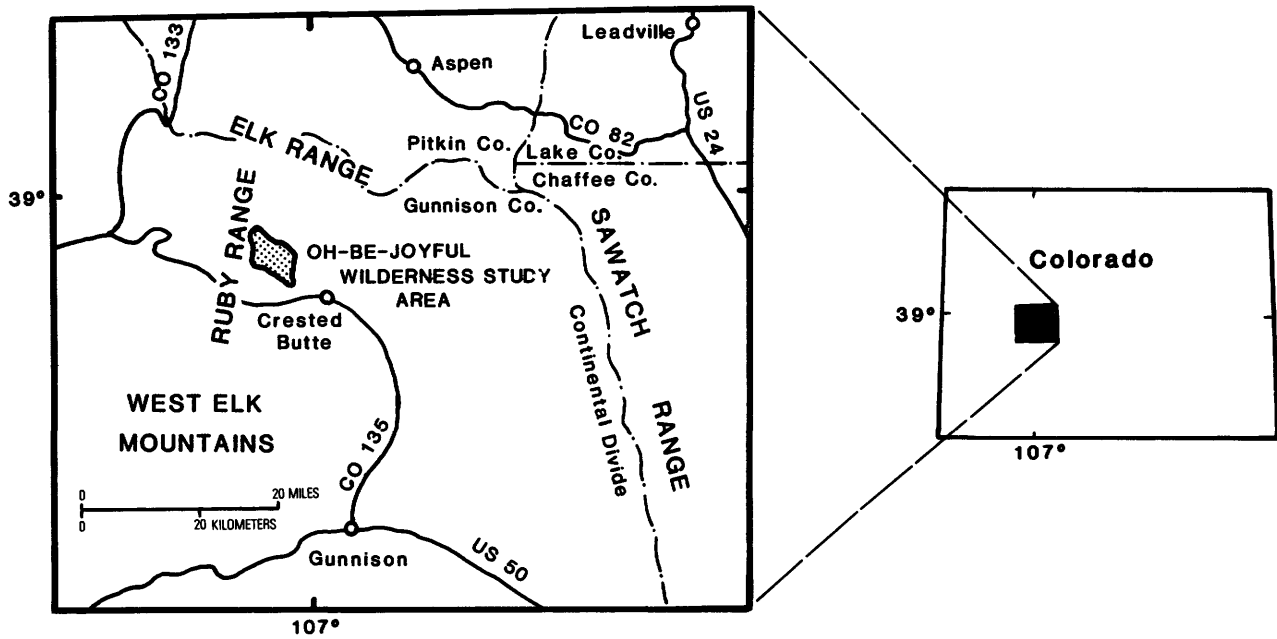 Leadville
Aspen
CO 133
US 24
CO 82
ELK RANGE
Pitkin Co.
Lake Co.
Chaffee Co.
Gunnison Co.
39°
RUBY RANGE
OH-BE-JOYFUL
WILDERNESS STUDY
AREA
SAWATCH
RANGE
Continental Divide
Crested
Butte
WEST ELK
MOUNTAINS
CO 135
0
20 MILES
0
20 KILOMETERS
Gunnison
US 50
107°
Colorado
39°
107°